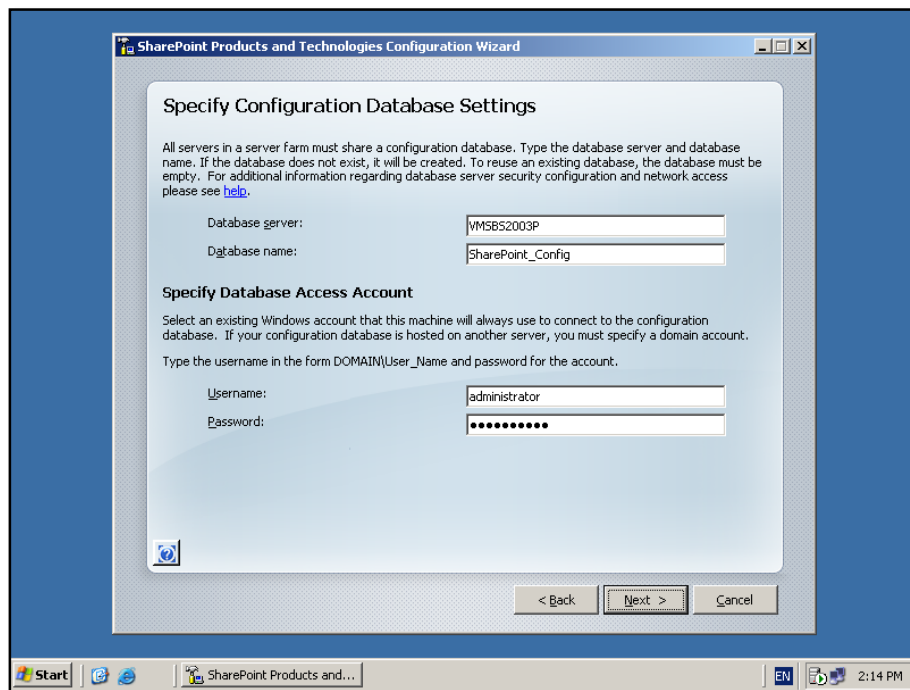 SharePoint Products and Technologies Configuration Wizard
Specify Configuration Database Settings
All servers in a server farm must share a configuration database. Type the database server and database
name. If the database does not exist, it will be created. To reuse an existing database, the database must be
empty. For additional information regarding database server security configuration and network access
please see help.
Database server:
VMSBS2003P
Database name:
SharePoint_Config
Specify Database Access Account
Select an existing Windows account that this machine will always use to connect to the configuration
database. If your configuration database is hosted on another server, you must specify a domain account.
Type the username in the form DOMAIN\User_Name and password for the account.
Username:
administrator
Password:
●●●●●●●●●●
< Back
Next >
Cancel
Start
SharePoint Products and...
EN
2:14 PM